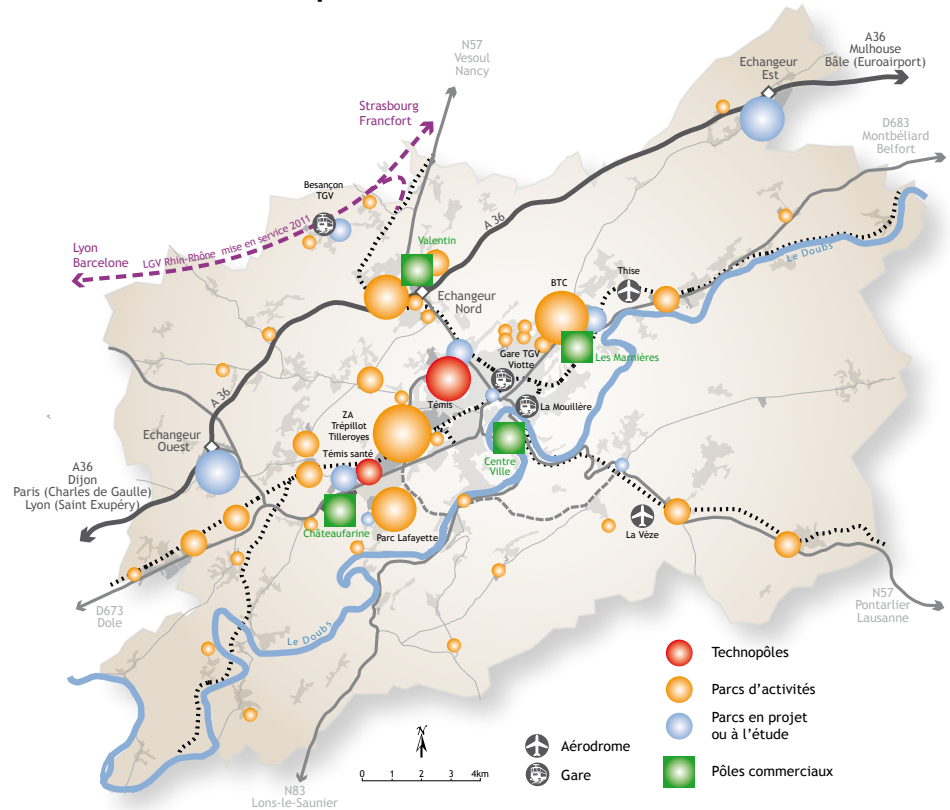 N57
Vesoul
Nancy
A36
Mulhouse
Bâle (Euroairport)
Echangeur
Est
Strasbourg
Francfort
D683
Montbéliard
Belfort
Besançon
TGV
A 36
LGV Rhin-Rhône mise en service 2011
Lyon
Barcelone
Valentin
Le Doubs
Thise
BTC
Echangeur
Nord
Les Marnières
Gare TGV
Viotte
A 36
Témis
La Mouillère
ZA
Trépillot
Tilleroyes
Echangeur
Ouest
Témis santé
Centre
Ville
A36
Dijon
Paris (Charles de Gaulle)
Lyon (Saint Exupéry)
Châteaufarine
Parc Lafayette
La Vèze
D673
Dole
N57
Pontarlier
Lausanne
Le Doubs
Technopôles
Parcs d'activités
Parcs en projet
ou à l'étude
Pôles commerciaux
N
Aérodrome
Gare
0 1 2 3 4km
N83
Lons-le-Saunier